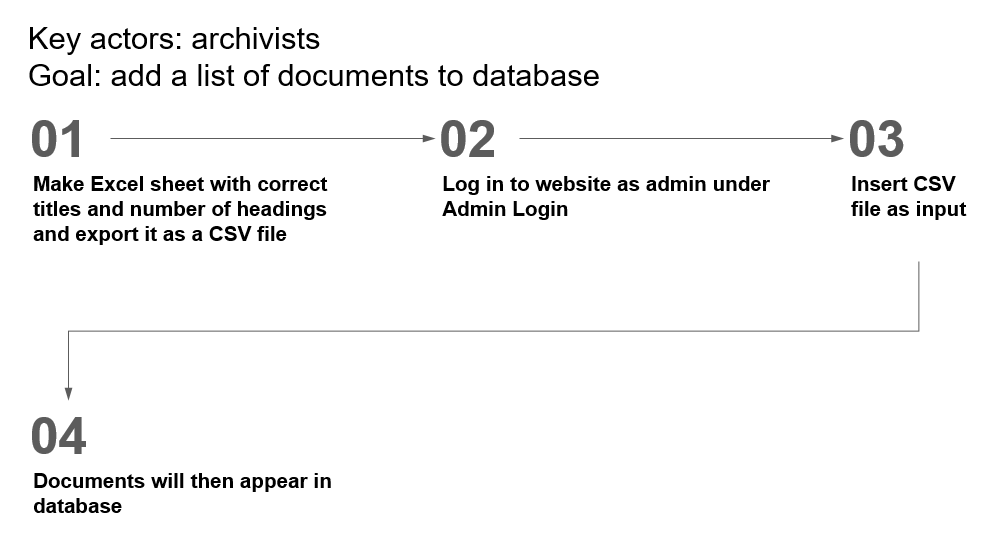 Key actors: archivists
Goal: add a list of documents to database
01
Make Excel sheet with correct
titles and number of headings
and export it as a CSV file
02
Log in to website as admin under
Admin Login
03
Insert CSV
file as input
04
Documents will then appear in
database